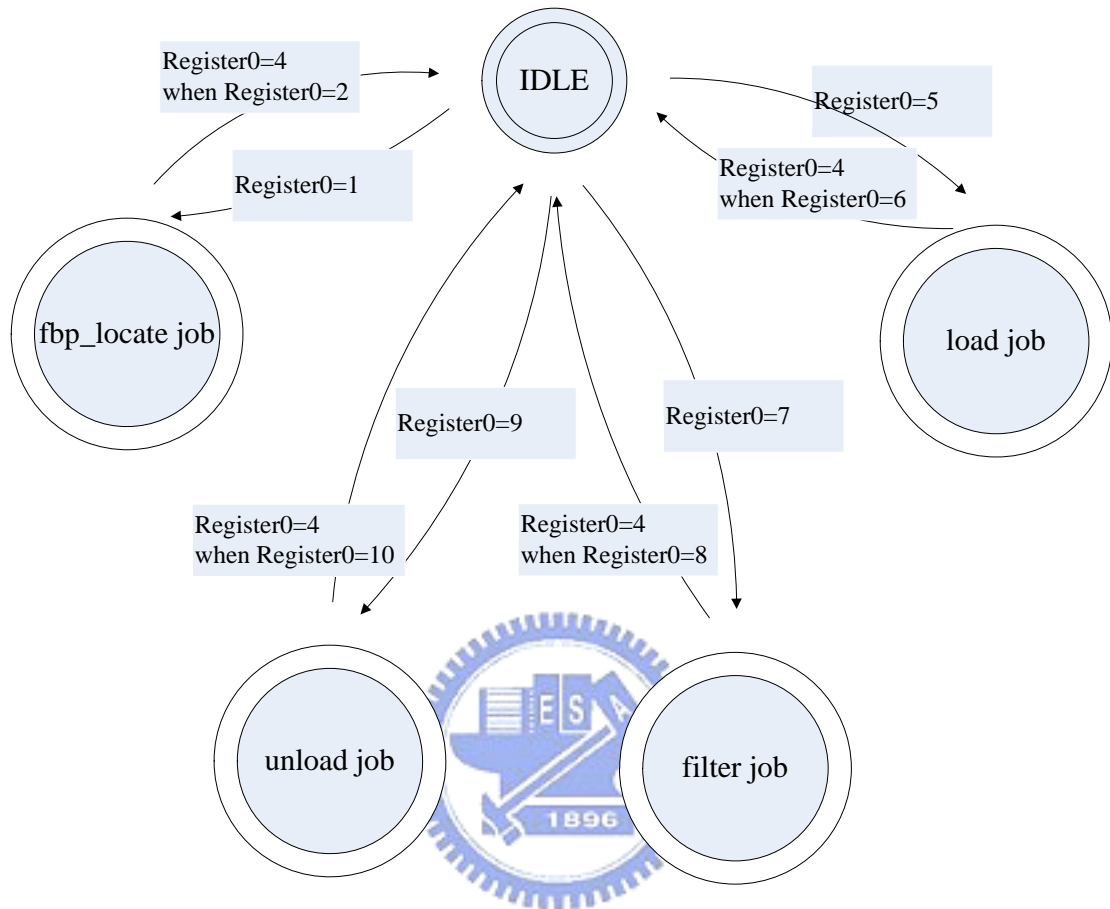 Register0=4
when Register0=2
IDLE
Register0=5
Register0=4
when Register0=6
Register0=1
fbp_locate job
load job
Register0=9
Register0=7
Register0=4
when Register0=10
Register0=4
when Register0=8
unload job
filter job
E S A
1896